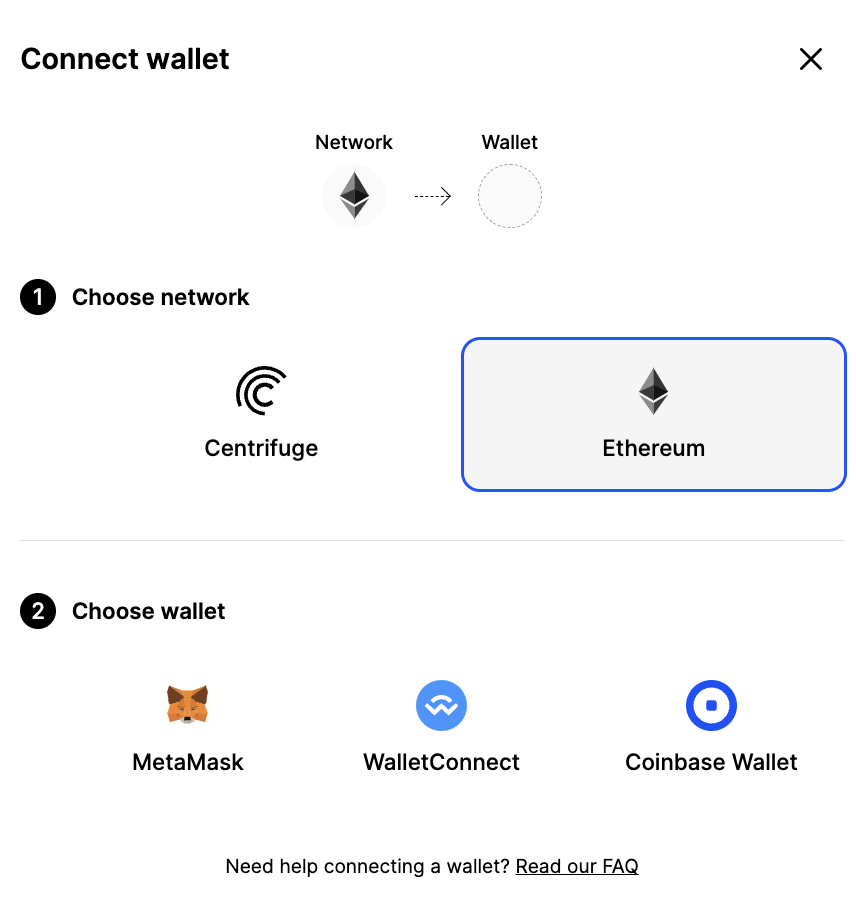 Connect wallet
Network
Wallet
1 Choose network
Centrifuge
Ethereum
2 Choose wallet
MetaMask
WalletConnect
Coinbase Wallet
Need help connecting a wallet? Read our FAQ